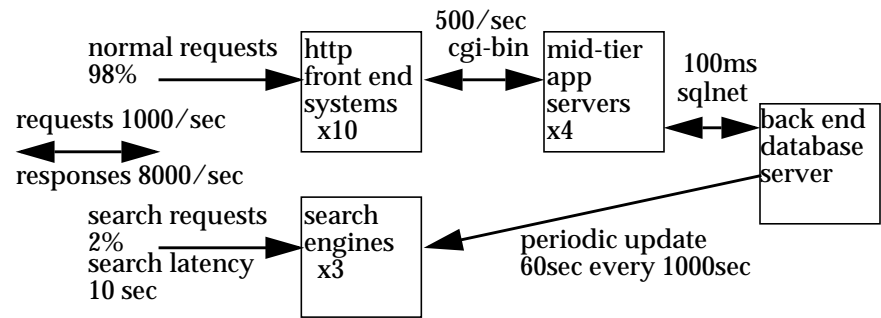 normal requests
98%
requests 1000/sec
responses 8000/sec
search requests
2%
search latency
10 sec
http
front end
systems
x10
500/sec
cgi-bin
mid-tier
app
servers
x4
100ms
sqlnet
back end
database
server
search
engines
x3
periodic update
60sec every 1000sec